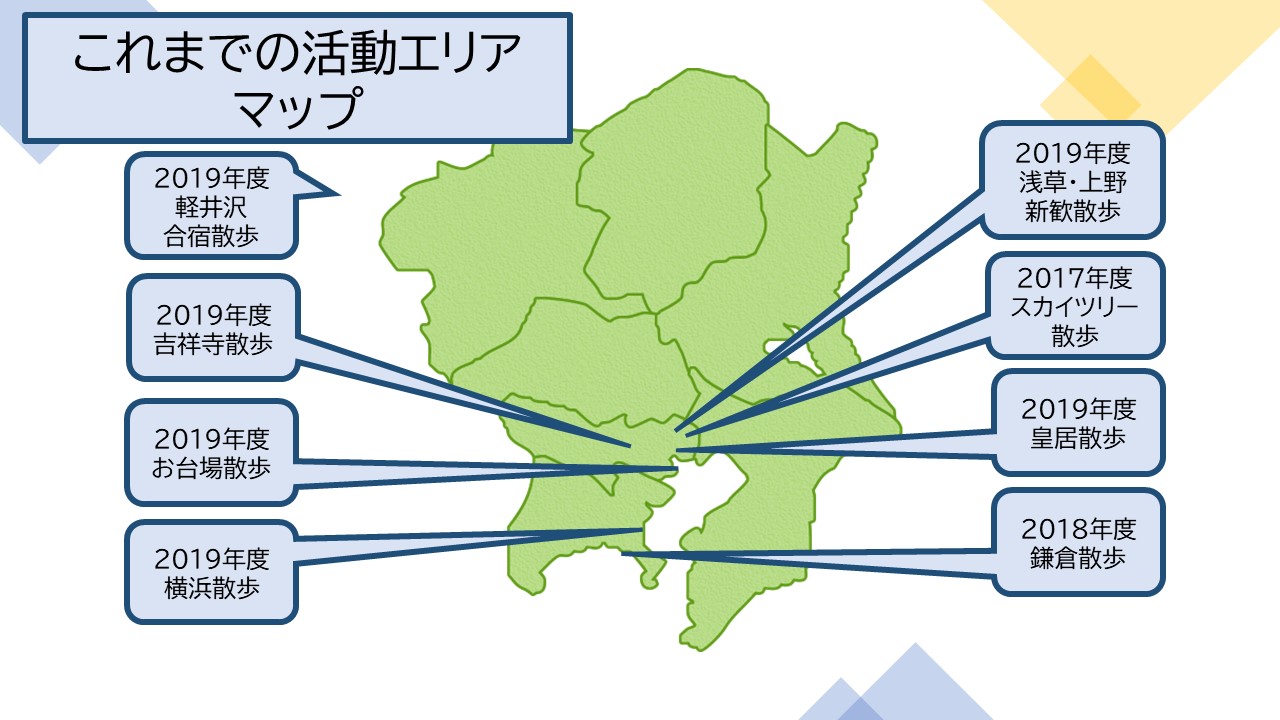 これまでの活動エリア
マップ
2019年度
軽井沢
合宿散歩
2019年度
吉祥寺散歩
2019年度
お台場散歩
2019年度
横浜散歩
2019年度
浅草・上野
新歓散歩
2017年度
スカイツリー
散歩
2019年度
皇居散歩
2018年度
鎌倉散歩